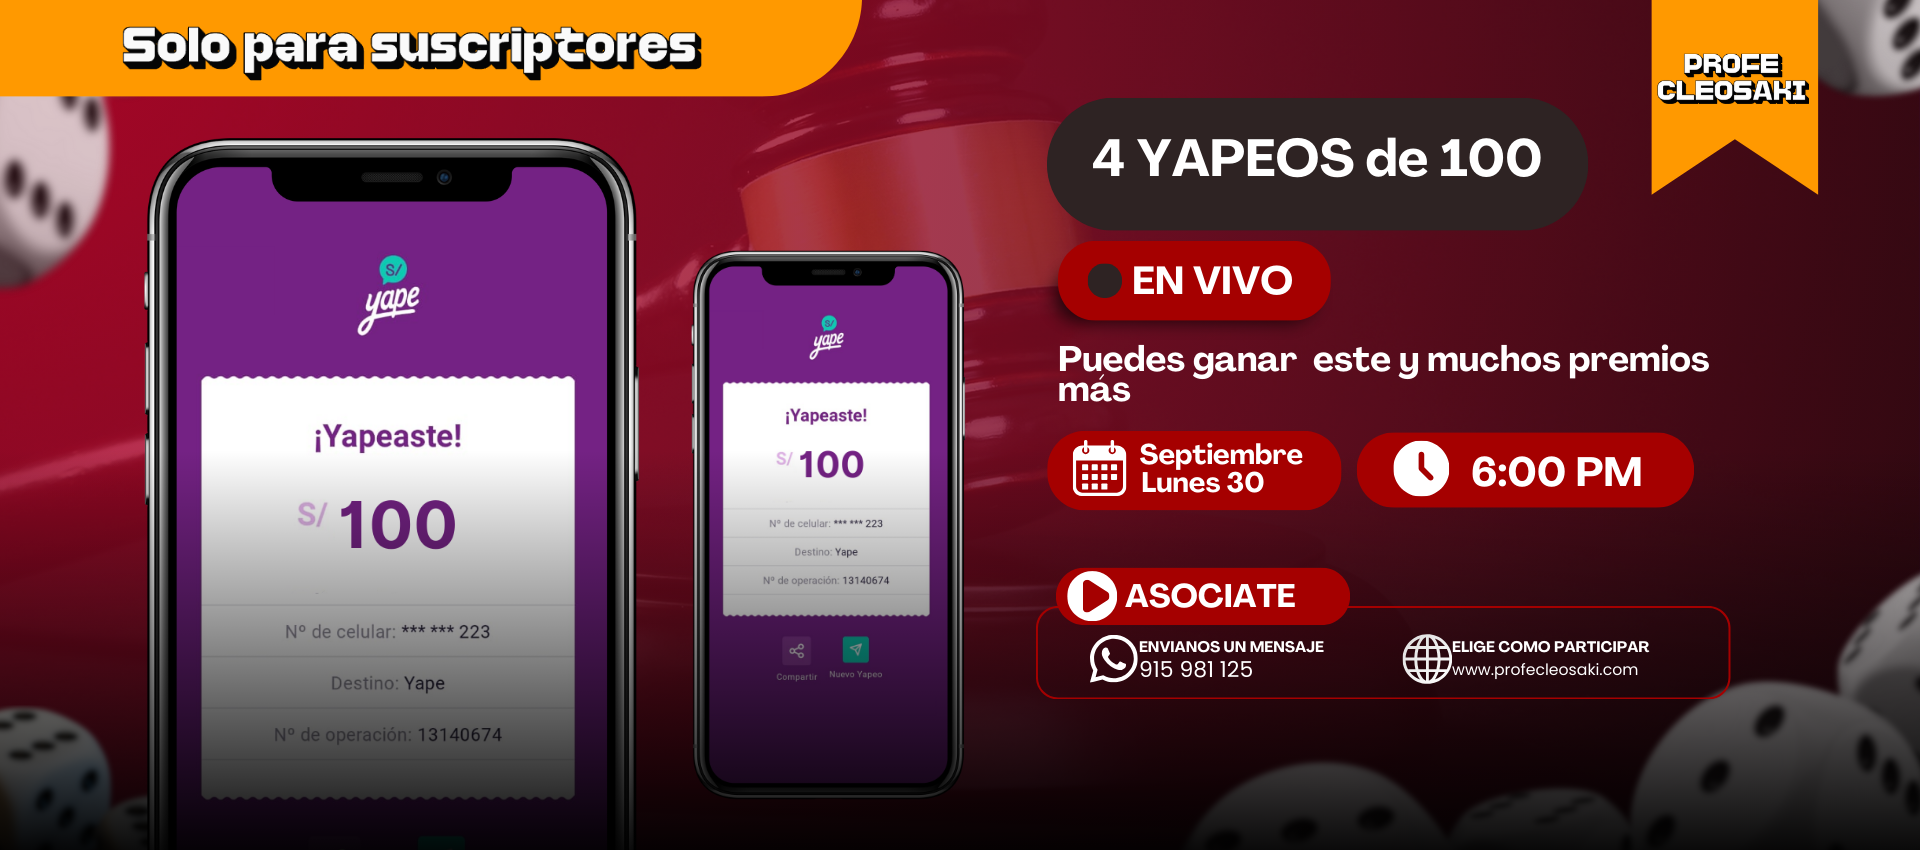 Solo para suscriptores
PROFE
CLEOSAKI
S/
yape
¡Yapeaste!
S/ 100
Nº de celular: *** *** 223
Destino: Yape
Nº de operación: 13140674
S/
yape
¡Yapeaste!
S/ 100
Nº de celular: *** *** 223
Destino: Yape
Nº de operación: 13140674
Compartir
Nuevo Yapeo
4 YAPEOS de 100
EN VIVO
Puedes ganar este y muchos premios
más
Septiembre
Lunes 30
6:00 PM
ASOCIATE
ENVIANOS UN MENSAJE
915 981 125
ELIGE COMO PARTICIPAR
www.profecleosaki.com